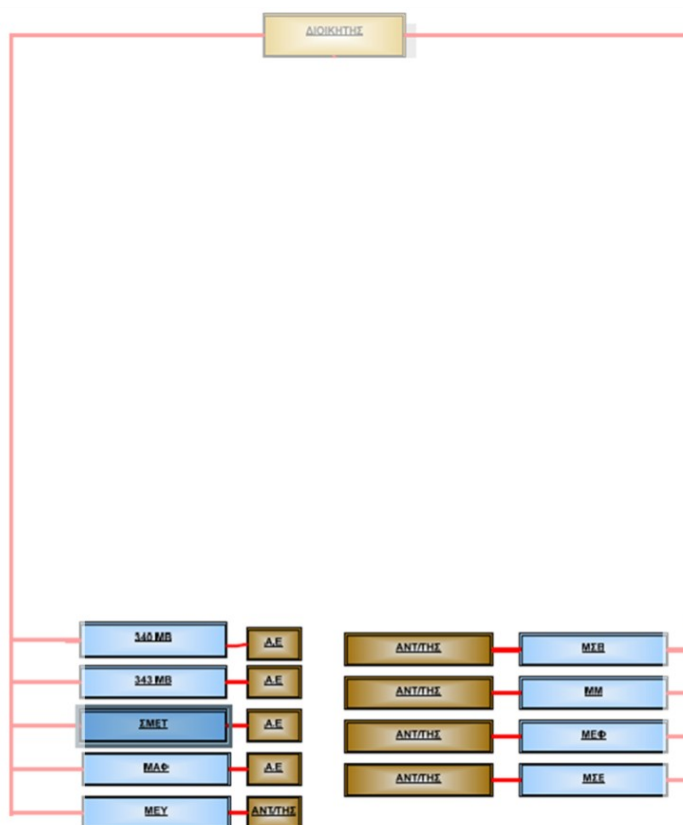 ΔΙΟΙΚΗΤΗΣ
340 ΜΒ
Α.Ε
343 ΜΒ
Α.Ε
ΣΜΕΤ
Α.Ε
ΜΑΦ
Α.Ε
ΜΕΥ
ΑΝΤ/ΤΗΣ
ΑΝΤ/ΤΗΣ
ΜΣΒ
ΑΝΤ/ΤΗΣ
ΜΜ
ΑΝΤ/ΤΗΣ
ΜΕΦ
ΑΝΤ/ΤΗΣ
ΜΣΕ